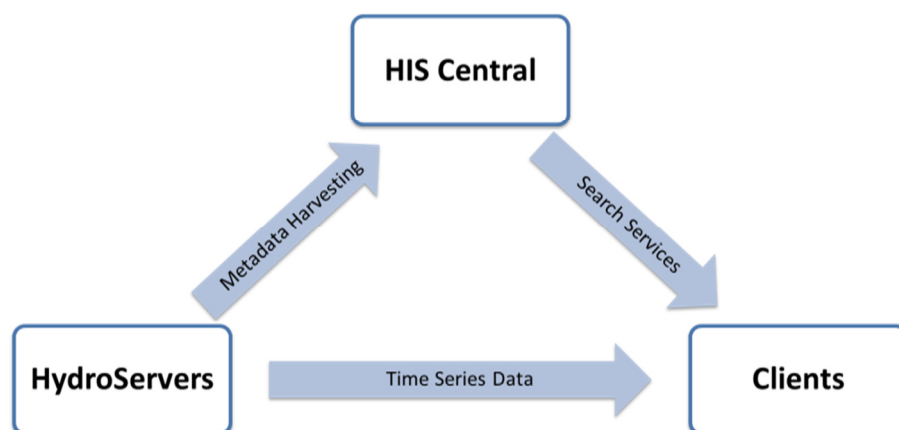 HIS Central
Metadata Harvesting
Search Services
HydroServers
Time Series Data
Clients